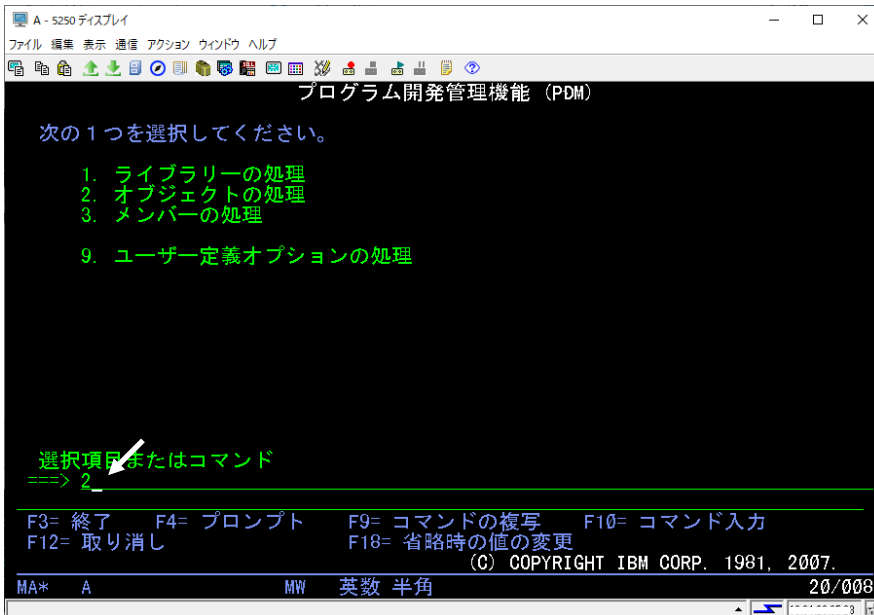 A - 5250 ディスプレイ
ファイル 編集 表示 通信 アクション ウィンドウ ヘルプ
プログラム開発管理機能 (PDM)
次の1つを選択してください。
1. ライブラリーの処理
2. オブジェクトの処理
3. メンバーの処理
9. ユーザー定義オプションの処理
選択項目またはコマンド
===> 2_
F3= 終了 F4= プロンプト F9= コマンドの複写 F10= コマンド入力
F12= 取り消し F18= 省略時の値の変更
(C) COPYRIGHT IBM CORP. 1981, 2007.
MA* A MW 英数 半角 20/008